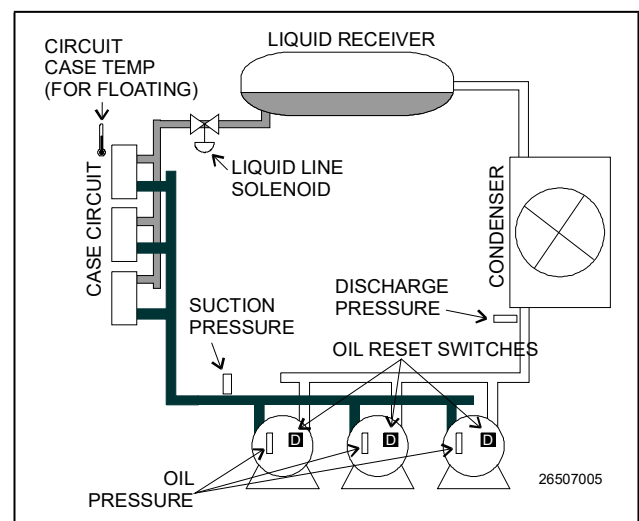 CIRCUIT
CASE TEMP
(FOR FLOATING)
LIQUID RECEIVER
LIQUID LINE
SOLENOID
CASE CIRCUIT
CONDENSER
DISCHARGE
PRESSURE
SUCTION
PRESSURE
OIL RESET SWITCHES
D
D
D
OIL
PRESSURE
26507005